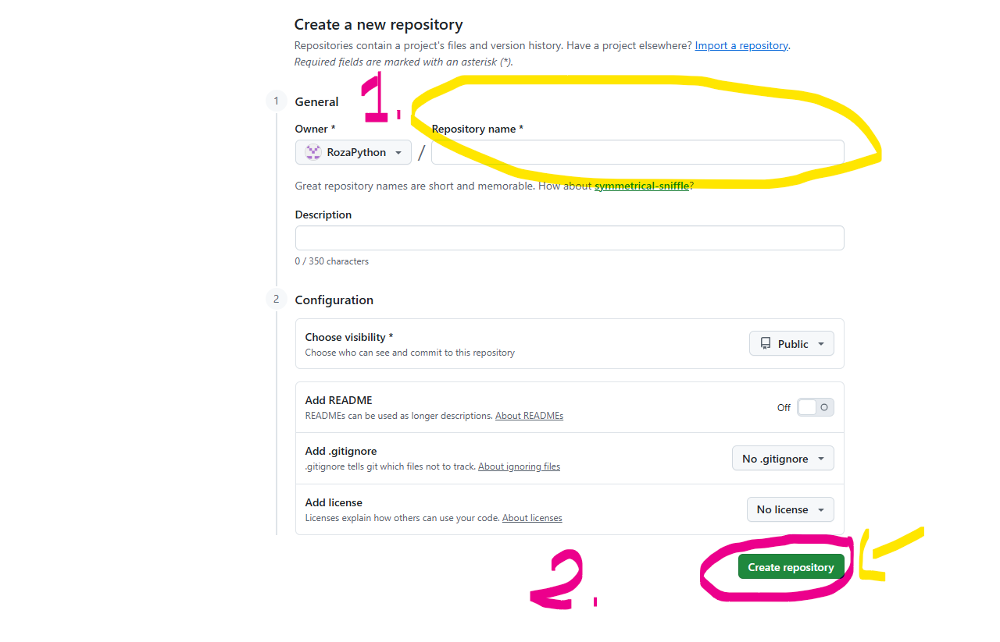 Create a new repository
Repositories contain a project's files and version history. Have a project elsewhere? Import a repository.
Required fields are marked with an asterisk (*).
1.
1 General
Owner * Repository name *
RozaPython /
Great repository names are short and memorable. How about symmetrical-sniffle?
Description
0 / 350 characters
2 Configuration
Choose visibility *
Choose who can see and commit to this repository
Public
Add README
READMEs can be used as longer descriptions. About READMEs
Off
Add .gitignore
.gitignore tells git which files not to track. About ignoring files
No .gitignore
Add license
Licenses explain how others can use your code. About licenses
No license
2.
Create repository